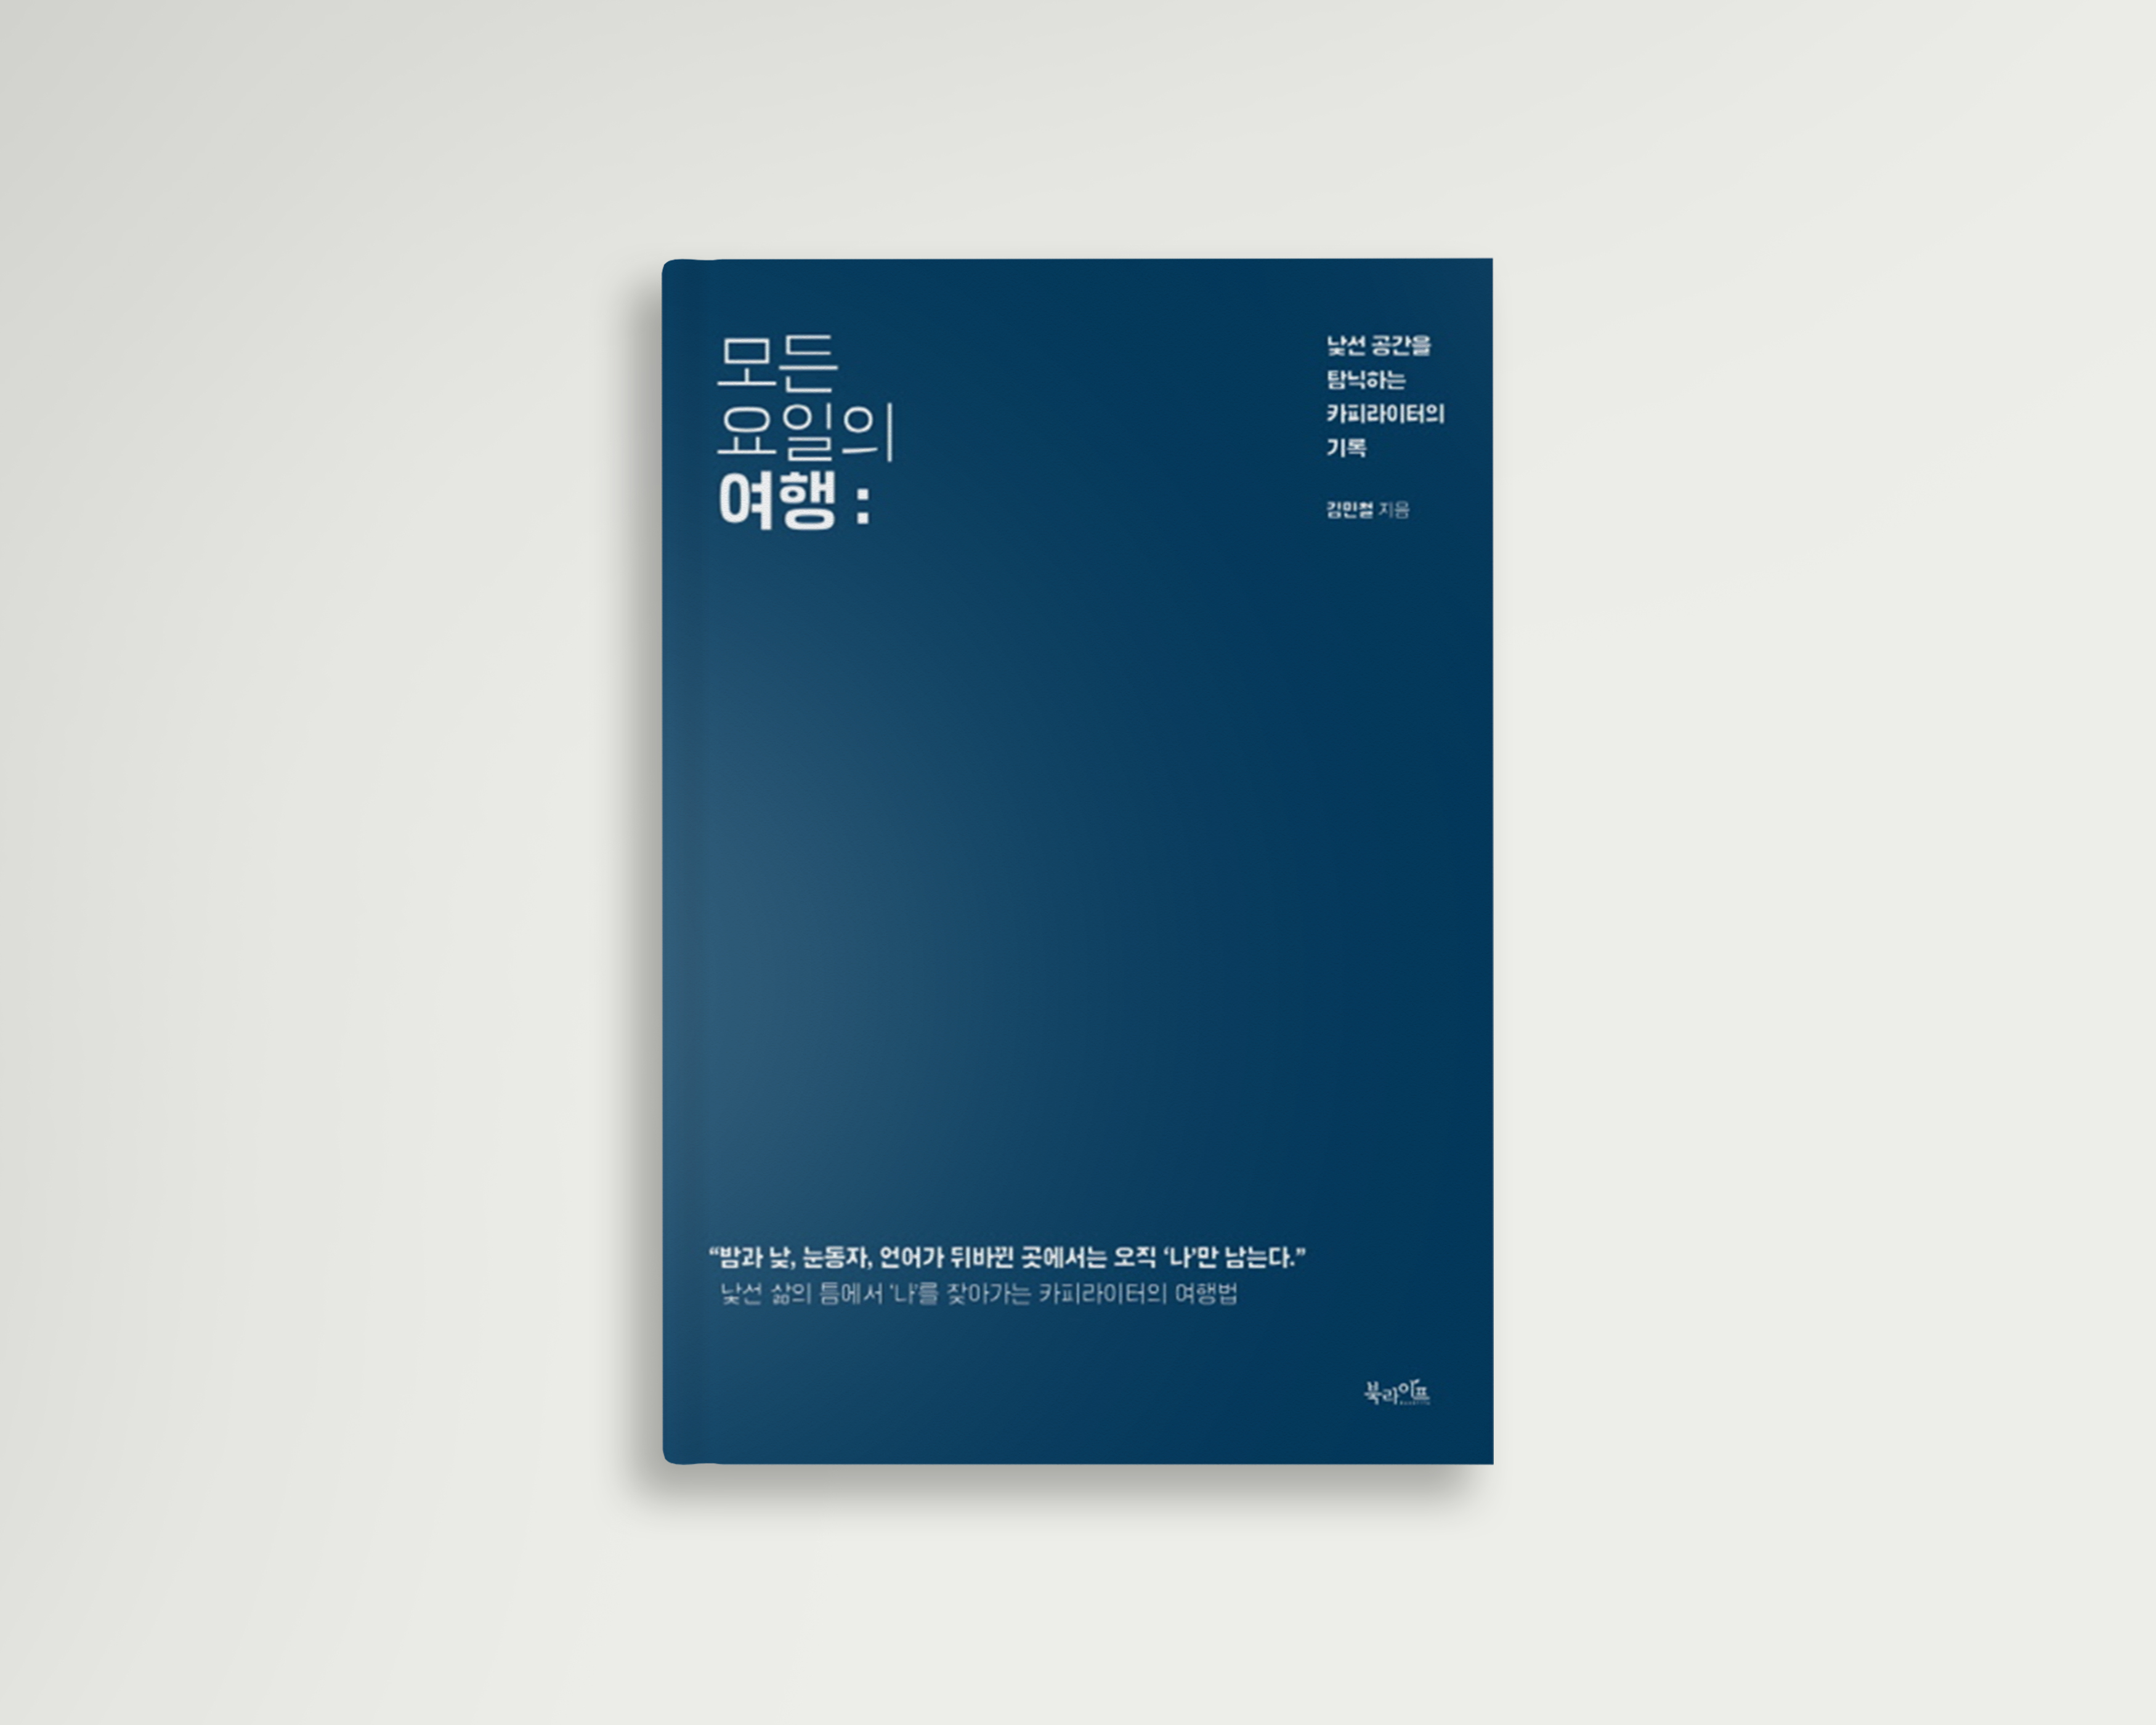 모든
요일의
여행 :
낯선 공간을
탐닉하는
카피라이터의
기록
김민철 지음
“밤과 낮, 눈동자, 언어가 뒤바뀐 곳에서는 오직 ‘나’만 남는다.”
낯선 삶의 틈에서 ‘나’를 찾아가는 카피라이터의 여행법
북라이프